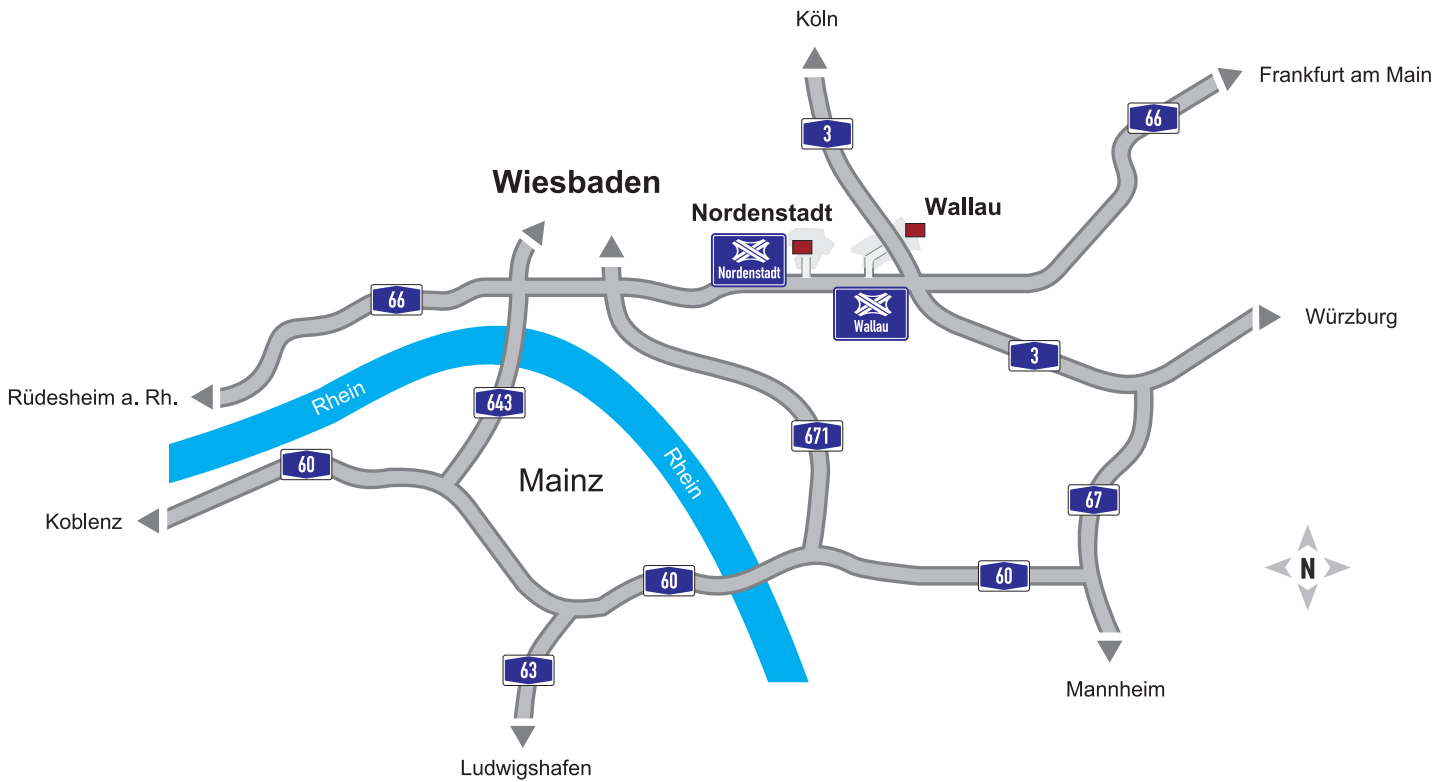 Köln
Frankfurt am Main
66
3
Wiesbaden
Nordenstadt
Wallau
Nordenstadt
66
Wallau
Würzburg
3
Rüdesheim a. Rh.
Rhein
643
671
60
Mainz
Rhein
Koblenz
67
60
60
N
63
Mannheim
Ludwigshafen